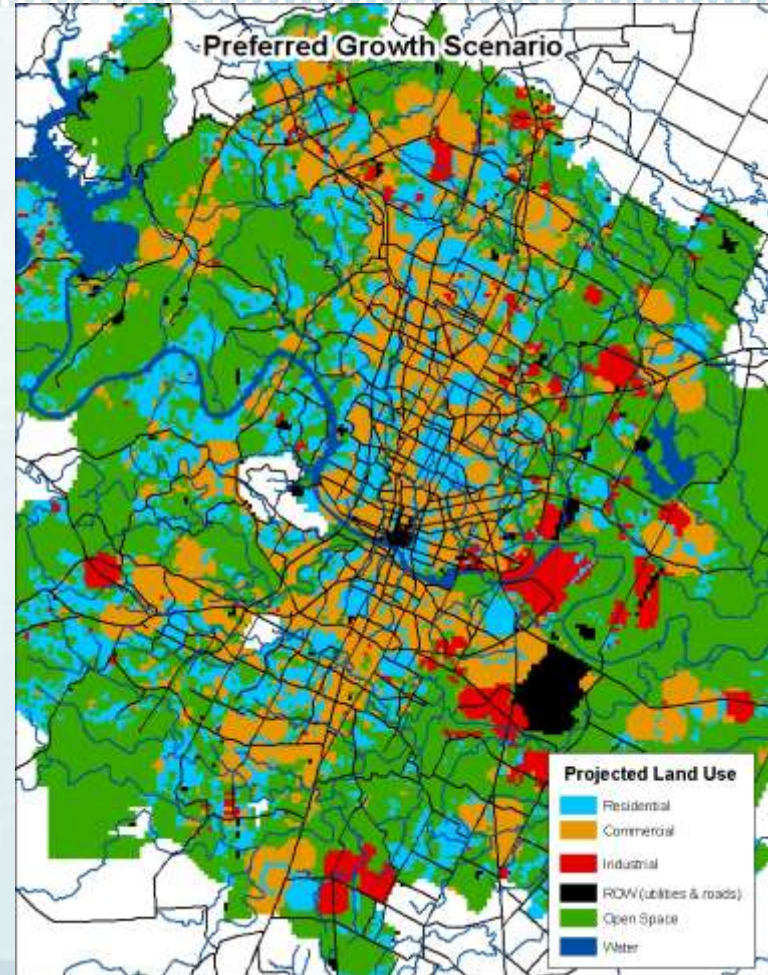 Preferred Growth Scenario
Projected Land Use
Residential
Commercial
Industrial
ROW (utilities & roads)
Open Space
Water